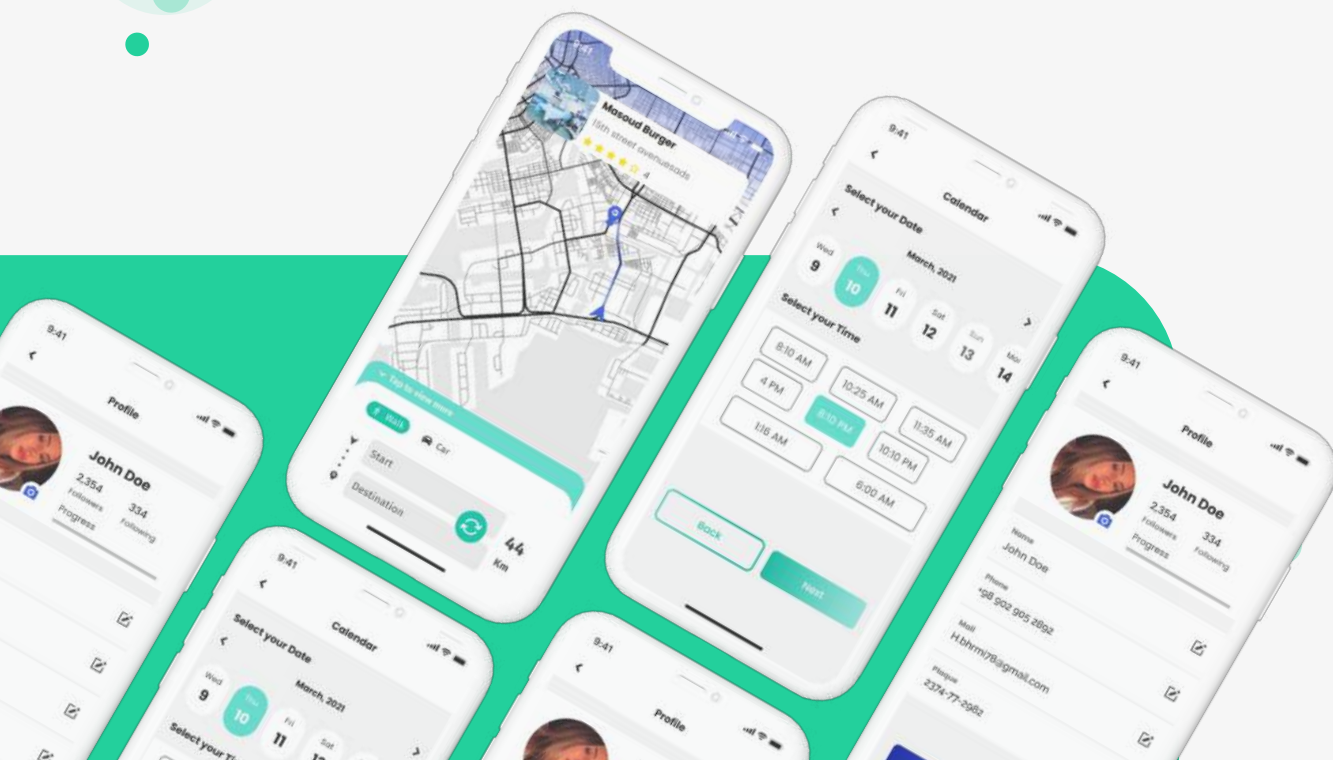 9:41
Masoud Burger
15th street avenuesads
4
Tap to view more
Walk
Car
Start
Destination
44
Km
9:41
Calendar
Select your Date
March, 2021
Wed
9
Thu
10
Fri
11
Sat
12
Sun
13
14
Select your Time
8:10 AM
10:25 AM
11:35 AM
4 PM
8:10 PM
10:10 PM
1:16 AM
6:00 AM
Back
Next
9:41
Profile
John Doe
2,354
Followers
334
Following
Progress
Name
John Doe
Phone
+98 902 905 2892
Mail
H.bhrmi78@gmail.com
Plaque
2374-77-2982
9:41
Profile
John Doe
2,354
Followers
334
Following
Progress
9:41
Calendar
Select your Date
March, 2021
Wed
9
Thu
10
Fri
11
Sat
Select your
9:41
Profile